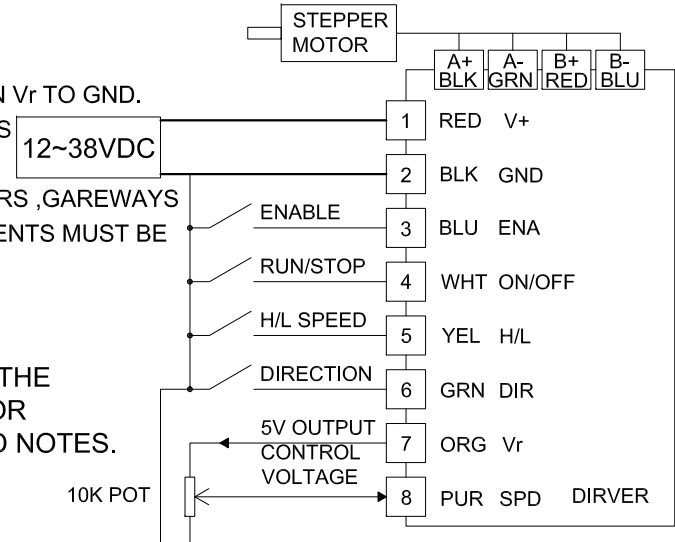 STEPPER
MOTOR
A+ A- B+ B-
BLK GRN RED BLU
N Vr TO GND.
S
12~38VDC
1 RED V+
2 BLK GND
RS ,GAREWAYS
ENTS MUST BE
ENABLE
3 BLU ENA
RUN/STOP
4 WHT ON/OFF
H/L SPEED
5 YEL H/L
THE
OR
D NOTES.
DIRECTION
6 GRN DIR
5V OUTPUT
7 ORG Vr
CONTROL
VOLTAGE
10K POT
8 PUR SPD DIRVER